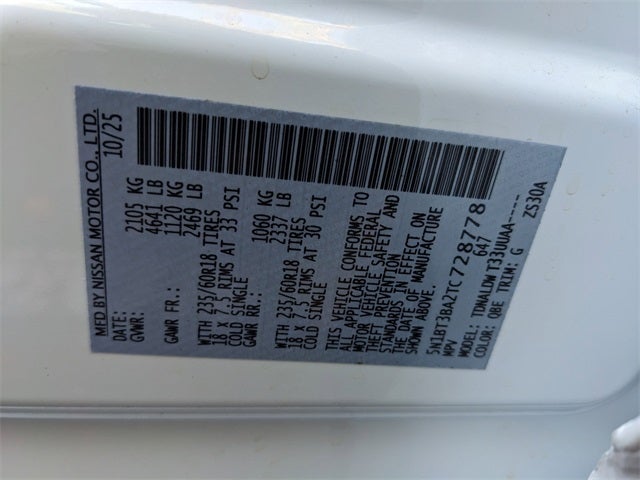 MFD BY NISSAN MOTOR CO., LTD.
DATE: 10/25
GVWR: 2105 KG
4641 LB
GAWR FR.: 1120 KG
2469 LB
WITH 235/60R18 TIRES
18 X 7.5 RIMS AT 33 PSI
COLD SINGLE
GAWR RR.: 1060 KG
2337 LB
WITH 235/60R18 TIRES
18 X 7.5 RIMS AT 30 PSI
COLD SINGLE
THIS VEHICLE CONFORMS TO
ALL APPLICABLE FEDERAL
MOTOR VEHICLE SAFETY AND
THEFT PREVENTION
STANDARDS IN EFFECT ON
THE DATE OF MANUFACTURE
SHOWN ABOVE.
5N1BT3BA2TC728778
MPV 647
MODEL: TDNALDW T33UUAA-----
COLOR: QBE TRIM: G ZS30A